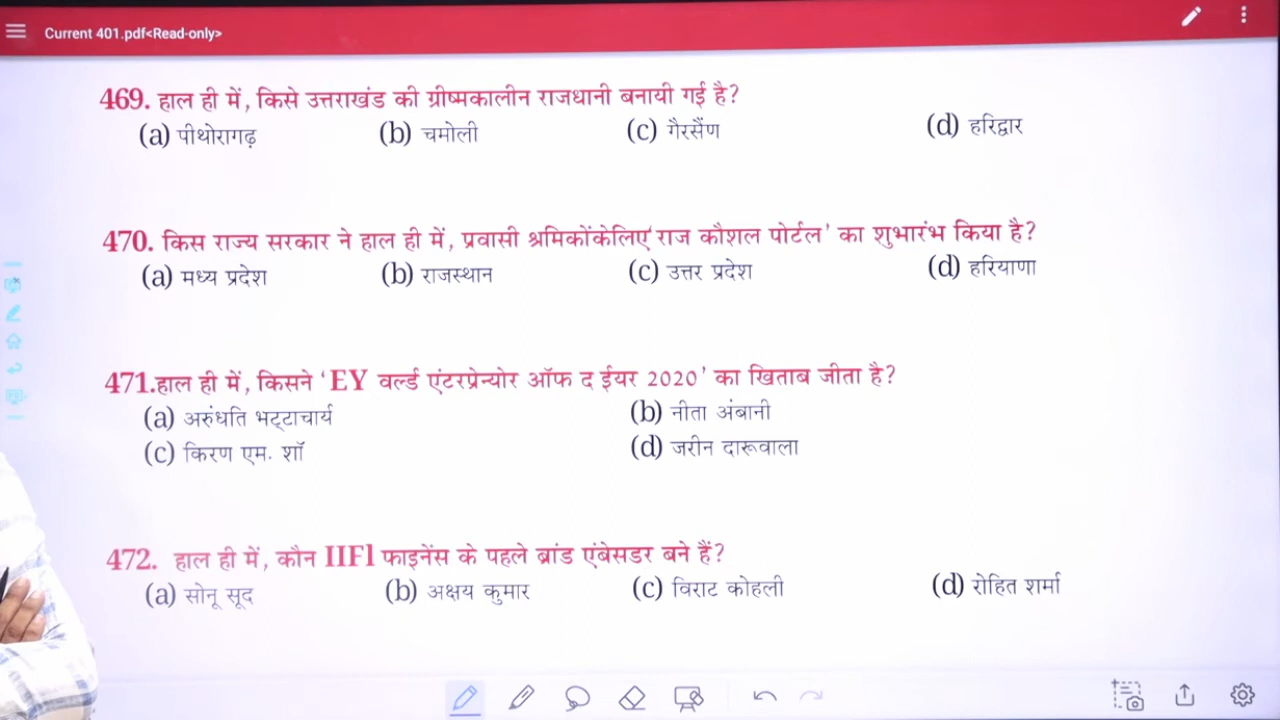 Current 401.pdf<Read-only>
469. हाल ही में, किसे उत्तराखंड की ग्रीष्मकालीन राजधानी बनायी गई है?
(a) पीथोरागढ़ (b) चमोली (c) गैरसैंण (d) हरिद्वार
470. किस राज्य सरकार ने हाल ही में, प्रवासी श्रमिकोंकेलिए राज कौशल पोर्टल' का शुभारंभ किया है?
(a) मध्य प्रदेश (b) राजस्थान (c) उत्तर प्रदेश (d) हरियाणा
471.हाल ही में, किसने 'EY वर्ल्ड एंटरप्रेन्योर ऑफ द ईयर 2020' का खिताब जीता है?
(a) अरुंधति भट्टाचार्य (b) नीता अंबानी
(c) किरण एम. शॉ (d) जरीन दारूवाला
472. हाल ही में, कौन IIFl फाइनेंस के पहले ब्रांड एंबेसडर बने हैं?
(a) सोनू सूद (b) अक्षय कुमार (c) विराट कोहली (d) रोहित शर्मा